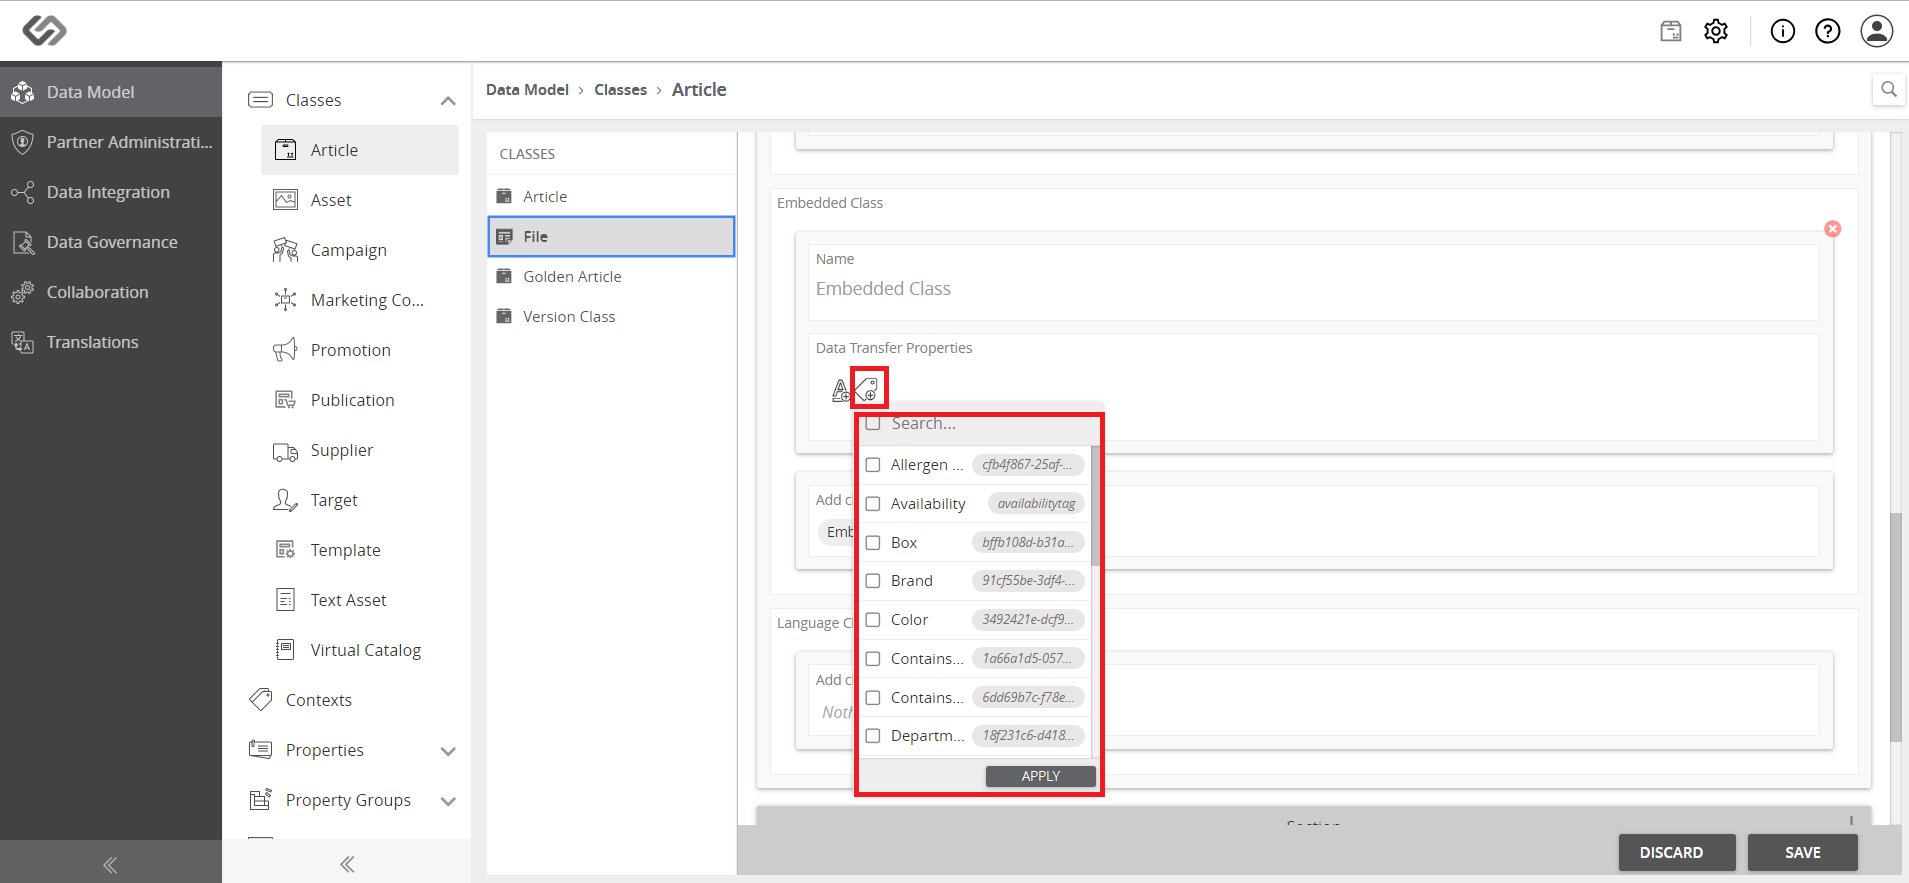 Data Model
Partner Administrati...
Data Integration
Data Governance
Collaboration
Translations
Classes
Article
Asset
Campaign
Marketing Co...
Promotion
Publication
Supplier
Target
Template
Text Asset
Virtual Catalog
Contexts
Properties
Property Groups
Data Model > Classes > Article
CLASSES
Article
File
Golden Article
Version Class
Embedded Class
Name
Embedded Class
Data Transfer Properties
Search...
Allergen ... cfb4f867-25af-...
Availability availabilitytag
Box bffb108d-b31a...
Brand 91cf55be-3df4-...
Color 3492421e-dcf9...
Contains... 1a66a1d5-057...
Contains... 6dd69b7c-f78e...
Departm... 18f231c6-d418...
APPLY
Add c
Emb
Language C
Add c
Noth
Section
DISCARD
SAVE